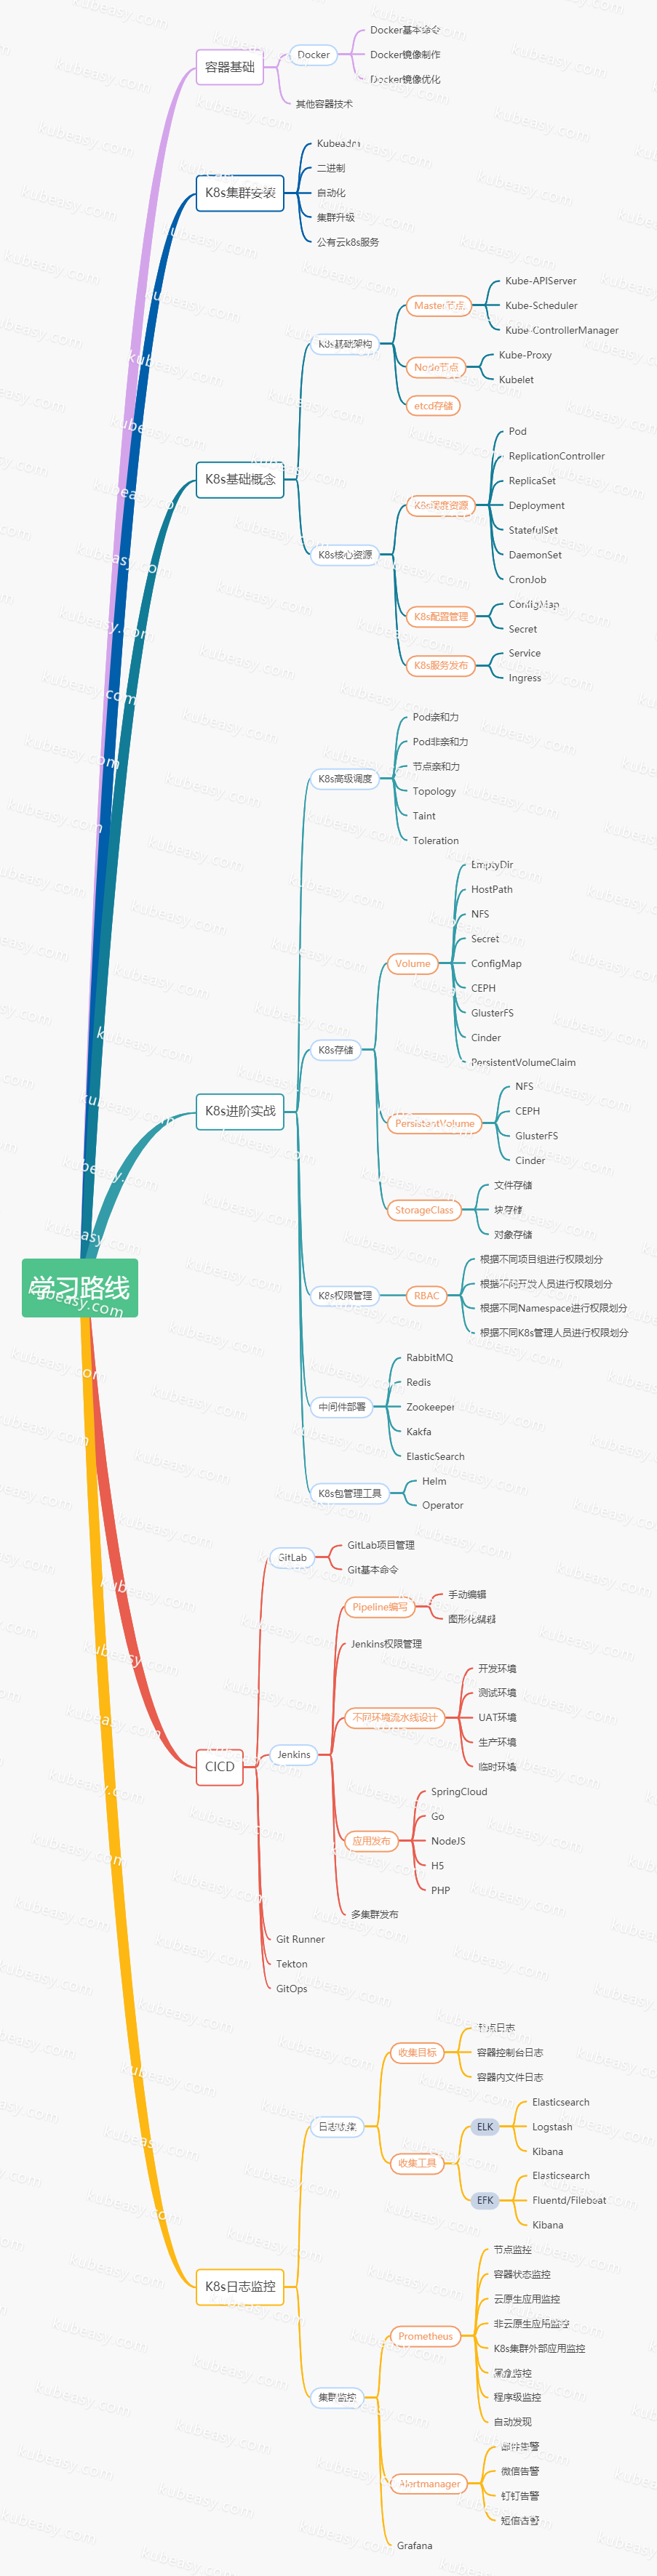 Docker基本命令
Docker
Docker镜像制作
容器基础
Docker镜像优化
其他容器技术
Kubeadm
二进制
K8s集群安装
自动化
集群升级
公有云k8s服务
Kube-APIServer
Master节点
Kube-Scheduler
Kube-ControllerManager
K8s基础架构
Kube-Proxy
Node节点
Kubelet
etcd存储
K8s基础概念
Pod
ReplicationController
ReplicaSet
K8s调度资源
Deployment
StatefulSet
DaemonSet
CronJob
K8s核心资源
ConfigMap
K8s配置管理
Secret
Service
K8s服务发布
Ingress
Pod亲和力
Pod非亲和力
节点亲和力
K8s高级调度
Topology
Taint
Toleration
EmptyDir
HostPath
NFS
Secret
Volume
ConfigMap
CEPH
GlusterFS
Cinder
PersistentVolumeClaim
K8s存储
NFS
CEPH
PersistantVolume
GlusterFS
Cinder
K8s进阶实战
文件存储
StorageClass
块存储
对象存储
根据不同项目组进行权限划分
根据不同开发人员进行权限划分
K8s权限管理
RBAC
根据不同Namespace进行权限划分
根据不同K8s管理人员进行权限划分
学习路线
RabbitMQ
Redis
中间件部署
Zookeeper
Kakfa
ElasticSearch
Helm
K8s包管理工具
Operator
GitLab项目管理
GitLab
Git基本命令
手动编辑
Pipeline编写
图形化编辑
Jenkins权限管理
开发环境
测试环境
不同环境流水线设计
UAT环境
生产环境
临时环境
CICD
Jenkins
SpringCloud
Go
应用发布
NodeJS
H5
PHP
多集群发布
Git Runner
Tekton
GitOps
节点日志
收集目标
容器控制台日志
容器内文件日志
日志收集
Elasticsearch
ELK
Logstash
Kibana
收集工具
Elasticsearch
EFK
Fluentd/Filebeat
Kibana
K8s日志监控
节点监控
容器状态监控
云原生应用监控
非云原生应用监控
Prometheus
K8s集群外部应用监控
黑盒监控
程序级监控
自动发现
集群监控
邮件告警
微信告警
Alertmanager
钉钉告警
短信告警
Grafana
kubeasy.com